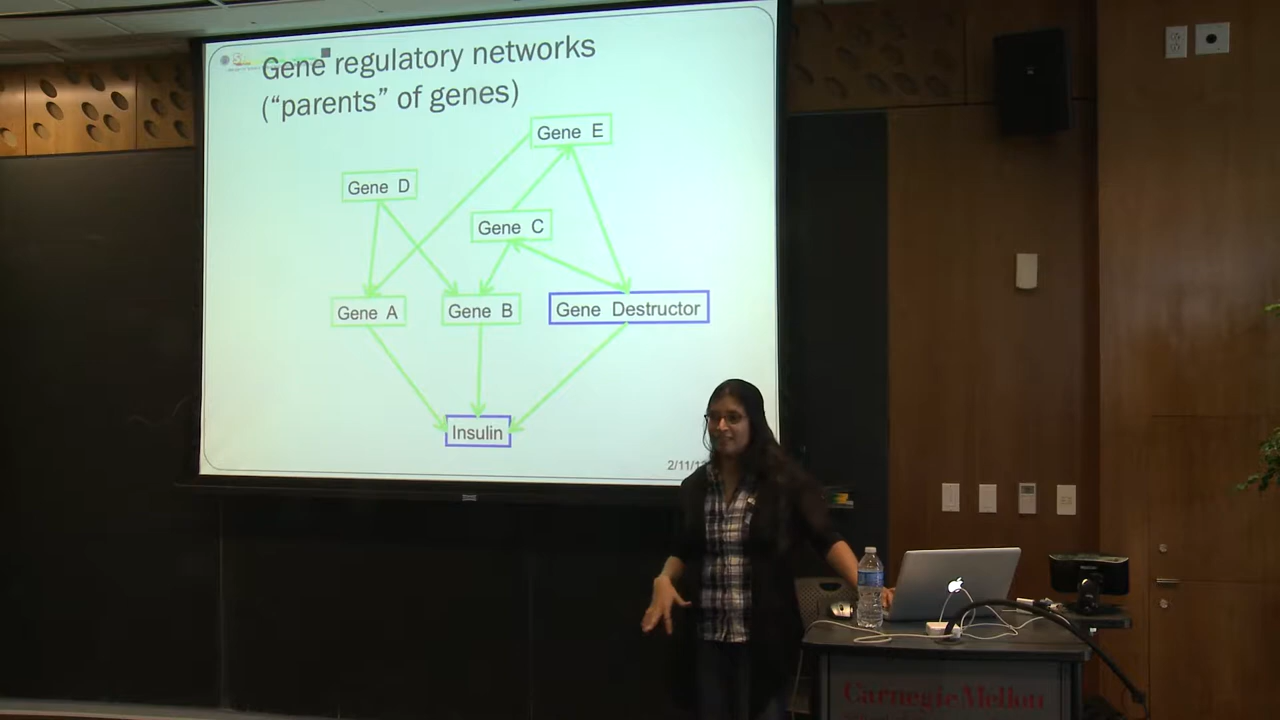 Gene regulatory networks
(“parents” of genes)
Gene E
Gene D
Gene C
Gene A
Gene B
Gene Destructor
Insulin
2/11/1
Carnegie Mellon